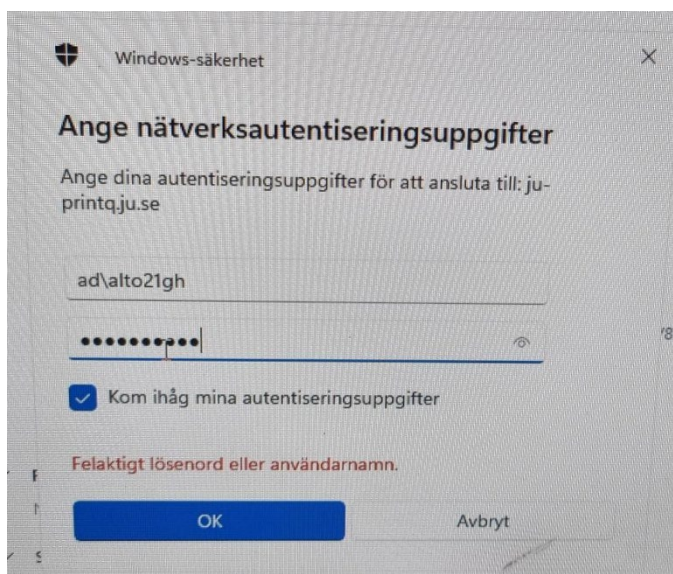 Windows-säkerhet
Ange nätverksautentiseringsuppgifter
Ange dina autentiseringsuppgifter för att ansluta till: ju-
printq.ju.se
ad\alto21gh
••••••••••
Kom ihåg mina autentiseringsuppgifter
Felaktigt lösenord eller användarnamn.
OK Avbryt